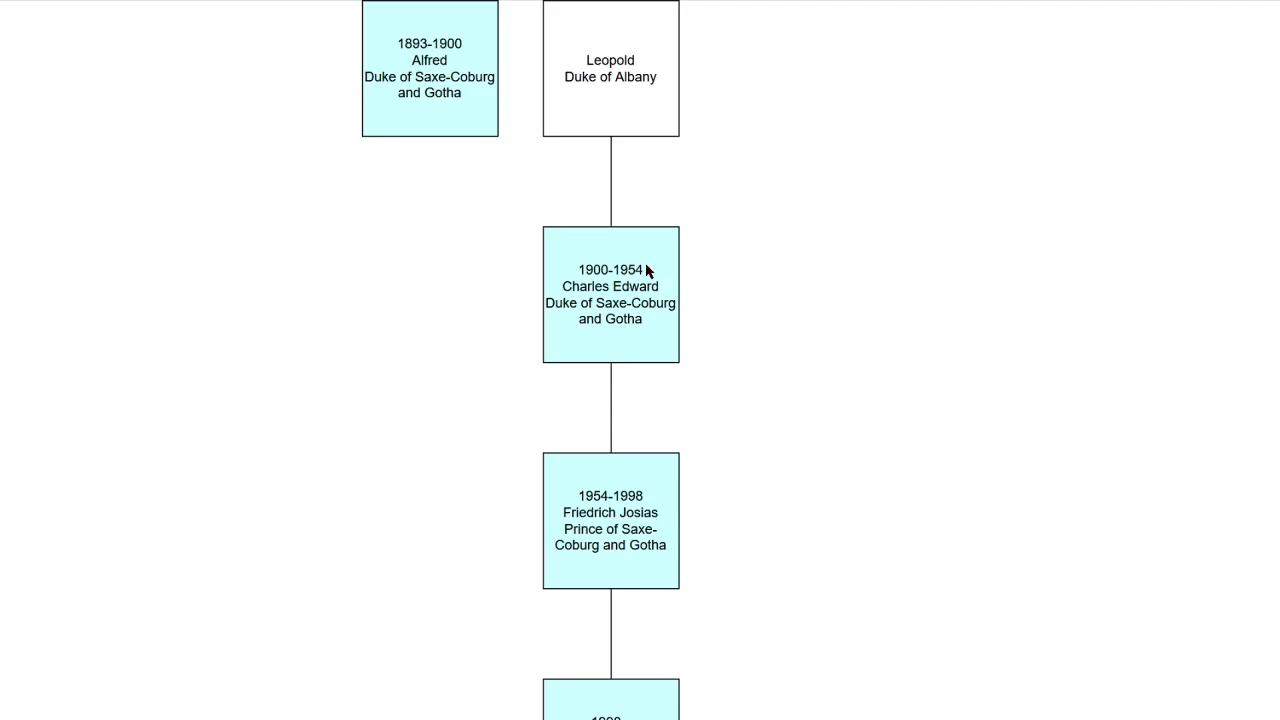 1893-1900
Alfred
Duke of Saxe-Coburg
and Gotha
Leopold
Duke of Albany
1900-1954
Charles Edward
Duke of Saxe-Coburg
and Gotha
1954-1998
Friedrich Josias
Prince of Saxe-
Coburg and Gotha